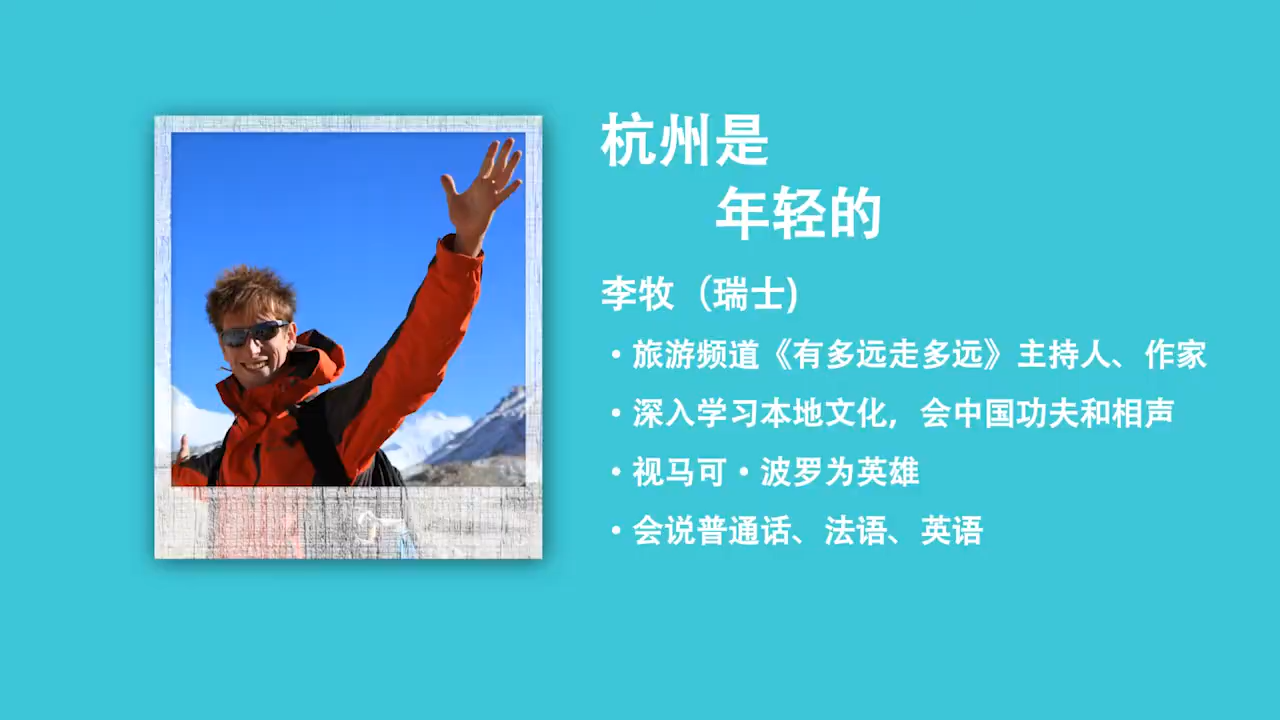 杭州是
年轻的
李牧（瑞士)
• 旅游频道《有多远走多远》主持人、作家
• 深入学习本地文化，会中国功夫和相声
• 视马可・波罗为英雄
• 会说普通话、法语、英语